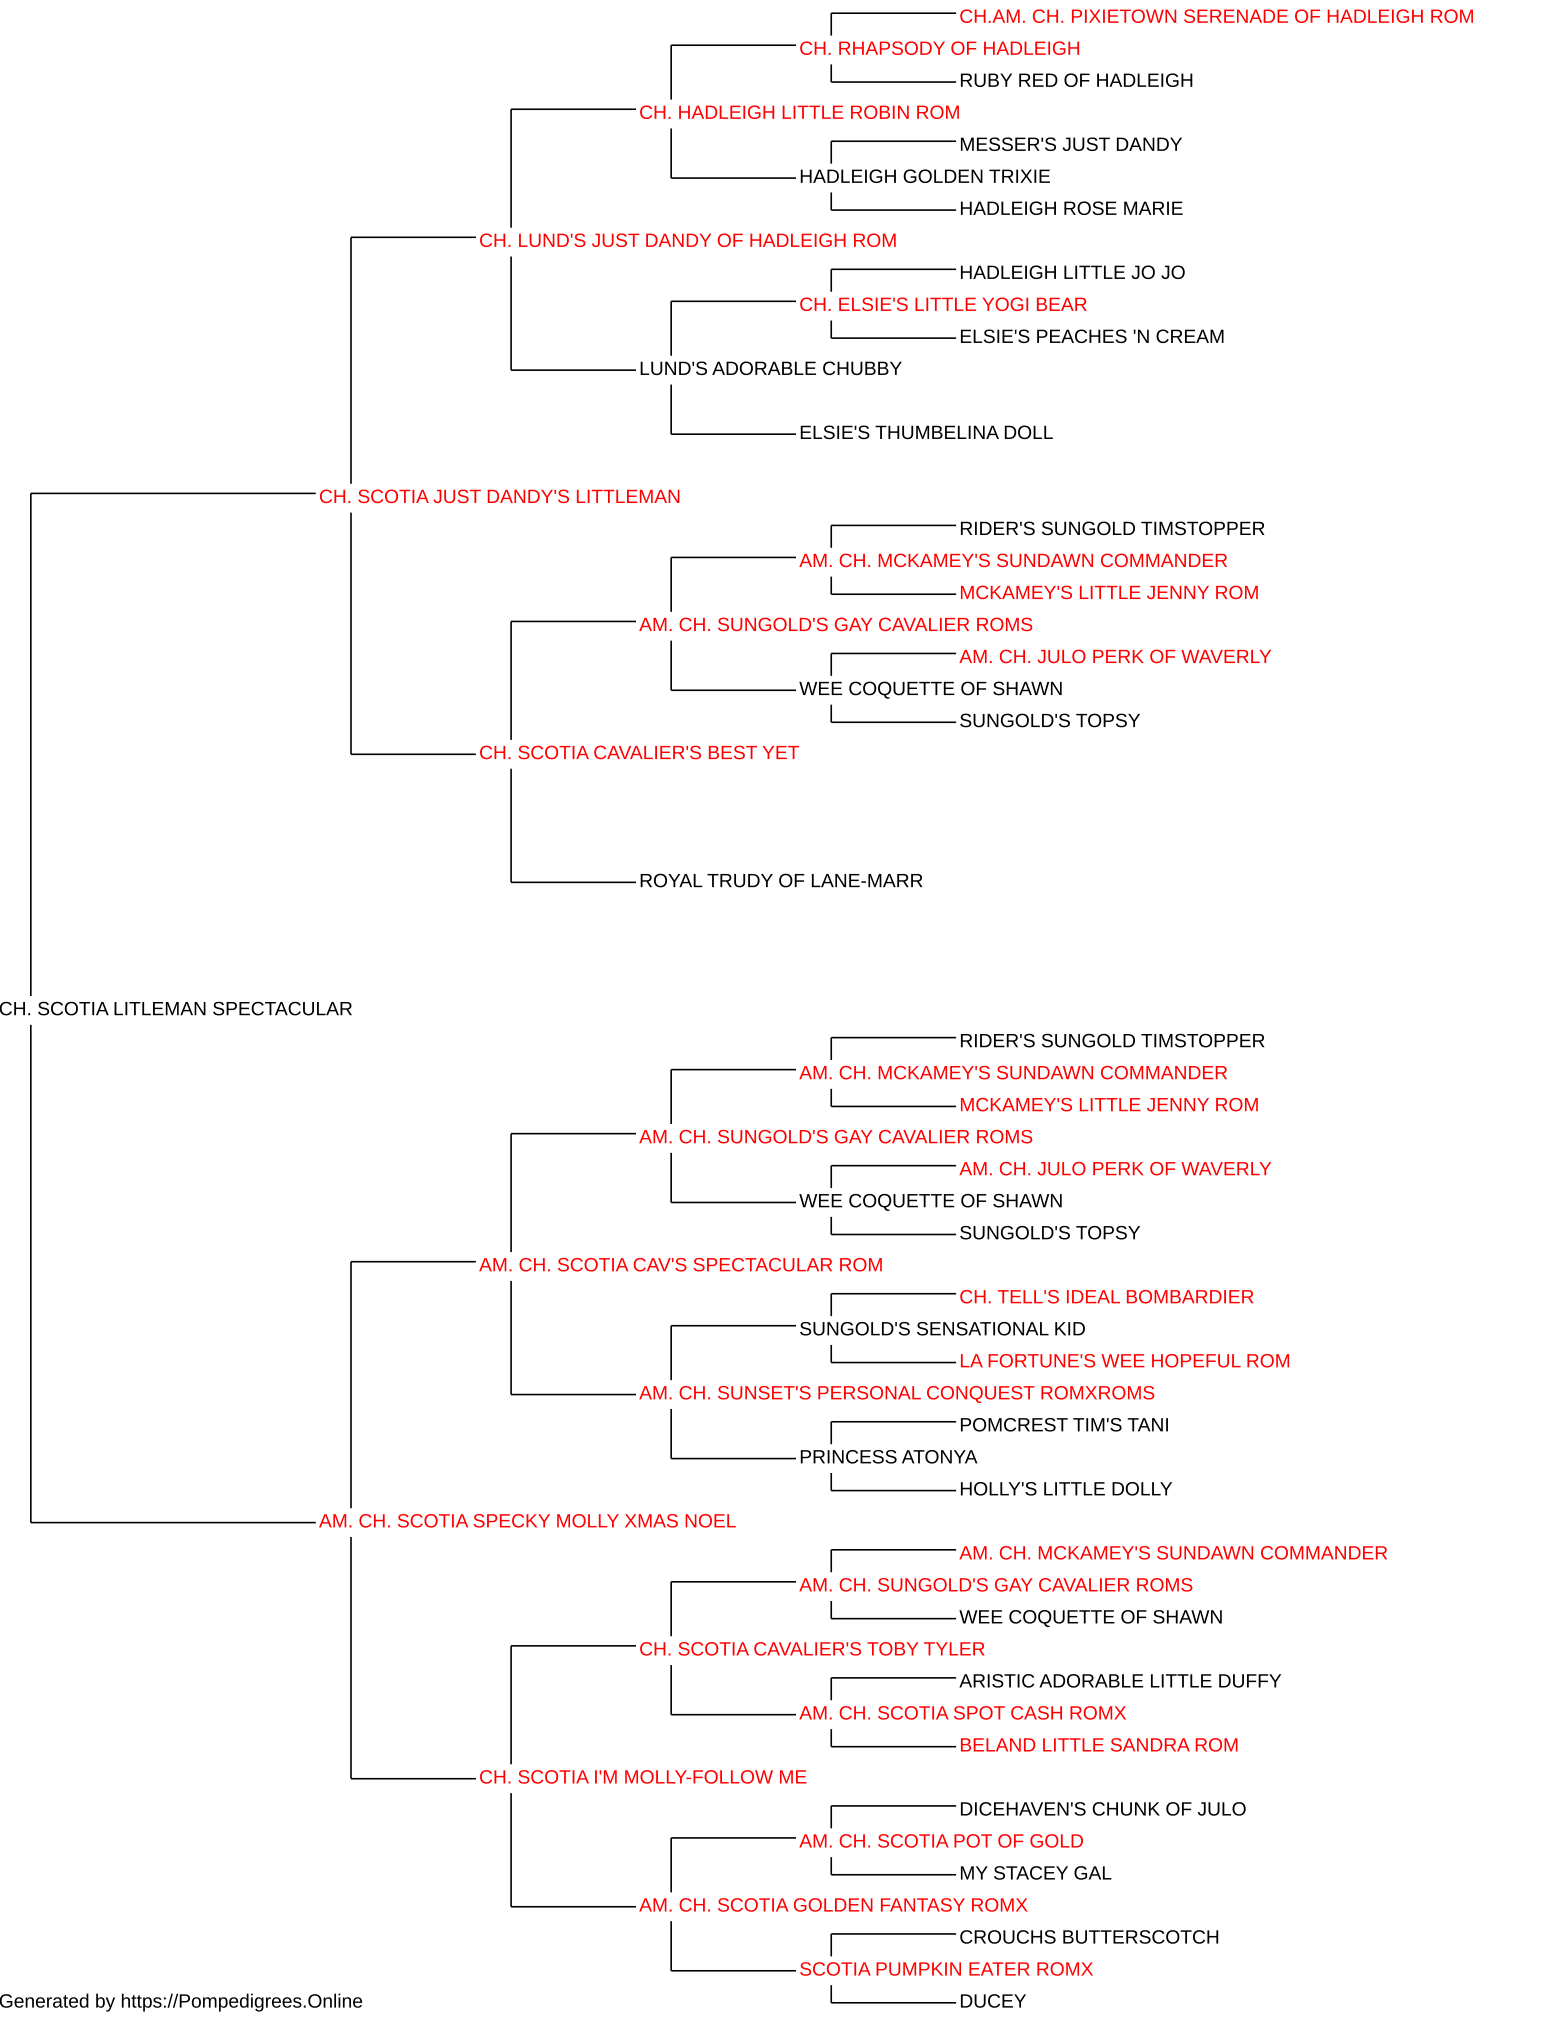 CH.AM. CH. PIXIETOWN SERENADE OF HADLEIGH ROM
CH. RHAPSODY OF HADLEIGH
RUBY RED OF HADLEIGH
CH. HADLEIGH LITTLE ROBIN ROM
MESSER'S JUST DANDY
HADLEIGH GOLDEN TRIXIE
HADLEIGH ROSE MARIE
CH. LUND'S JUST DANDY OF HADLEIGH ROM
HADLEIGH LITTLE JO JO
CH. ELSIE'S LITTLE YOGI BEAR
ELSIE'S PEACHES 'N CREAM
LUND'S ADORABLE CHUBBY
ELSIE'S THUMBELINA DOLL
CH. SCOTIA JUST DANDY'S LITTLEMAN
RIDER'S SUNGOLD TIMSTOPPER
AM. CH. MCKAMEY'S SUNDAWN COMMANDER
MCKAMEY'S LITTLE JENNY ROM
AM. CH. SUNGOLD'S GAY CAVALIER ROMS
AM. CH. JULO PERK OF WAVERLY
WEE COQUETTE OF SHAWN
SUNGOLD'S TOPSY
CH. SCOTIA CAVALIER'S BEST YET
ROYAL TRUDY OF LANE-MARR
CH. SCOTIA LITLEMAN SPECTACULAR
RIDER'S SUNGOLD TIMSTOPPER
AM. CH. MCKAMEY'S SUNDAWN COMMANDER
MCKAMEY'S LITTLE JENNY ROM
AM. CH. SUNGOLD'S GAY CAVALIER ROMS
AM. CH. JULO PERK OF WAVERLY
WEE COQUETTE OF SHAWN
SUNGOLD'S TOPSY
AM. CH. SCOTIA CAV'S SPECTACULAR ROM
CH. TELL'S IDEAL BOMBARDIER
SUNGOLD'S SENSATIONAL KID
LA FORTUNE'S WEE HOPEFUL ROM
AM. CH. SUNSET'S PERSONAL CONQUEST ROMXROMS
POMCREST TIM'S TANI
PRINCESS ATONYA
HOLLY'S LITTLE DOLLY
AM. CH. SCOTIA SPECKY MOLLY XMAS NOEL
AM. CH. MCKAMEY'S SUNDAWN COMMANDER
AM. CH. SUNGOLD'S GAY CAVALIER ROMS
WEE COQUETTE OF SHAWN
CH. SCOTIA CAVALIER'S TOBY TYLER
ARISTIC ADORABLE LITTLE DUFFY
AM. CH. SCOTIA SPOT CASH ROMX
BELAND LITTLE SANDRA ROM
CH. SCOTIA I'M MOLLY-FOLLOW ME
DICEHAVEN'S CHUNK OF JULO
AM. CH. SCOTIA POT OF GOLD
MY STACEY GAL
AM. CH. SCOTIA GOLDEN FANTASY ROMX
CROUCHS BUTTERSCOTCH
SCOTIA PUMPKIN EATER ROMX
DUCEY
Generated by https://Pompedigrees.Online